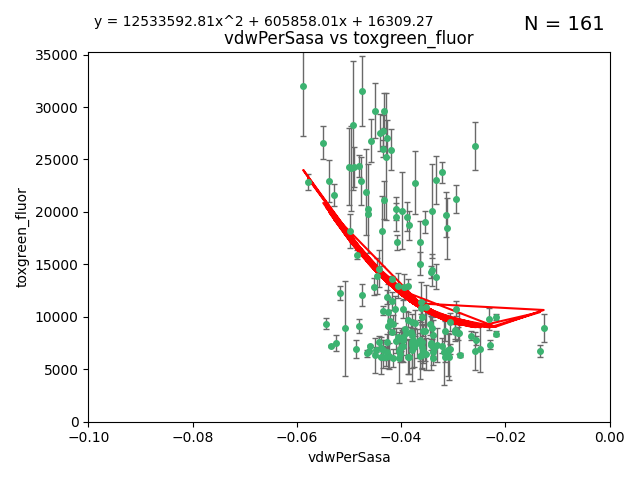 y = 12533592.81x^2 + 605858.01x + 16309.27
N = 161
vdwPerSasa vs toxgreen_fluor
35000
30000
25000
20000
15000
10000
5000
0
toxgreen_fluor
−0.10 −0.08 −0.06 −0.04 −0.02 0.00
vdwPerSasa